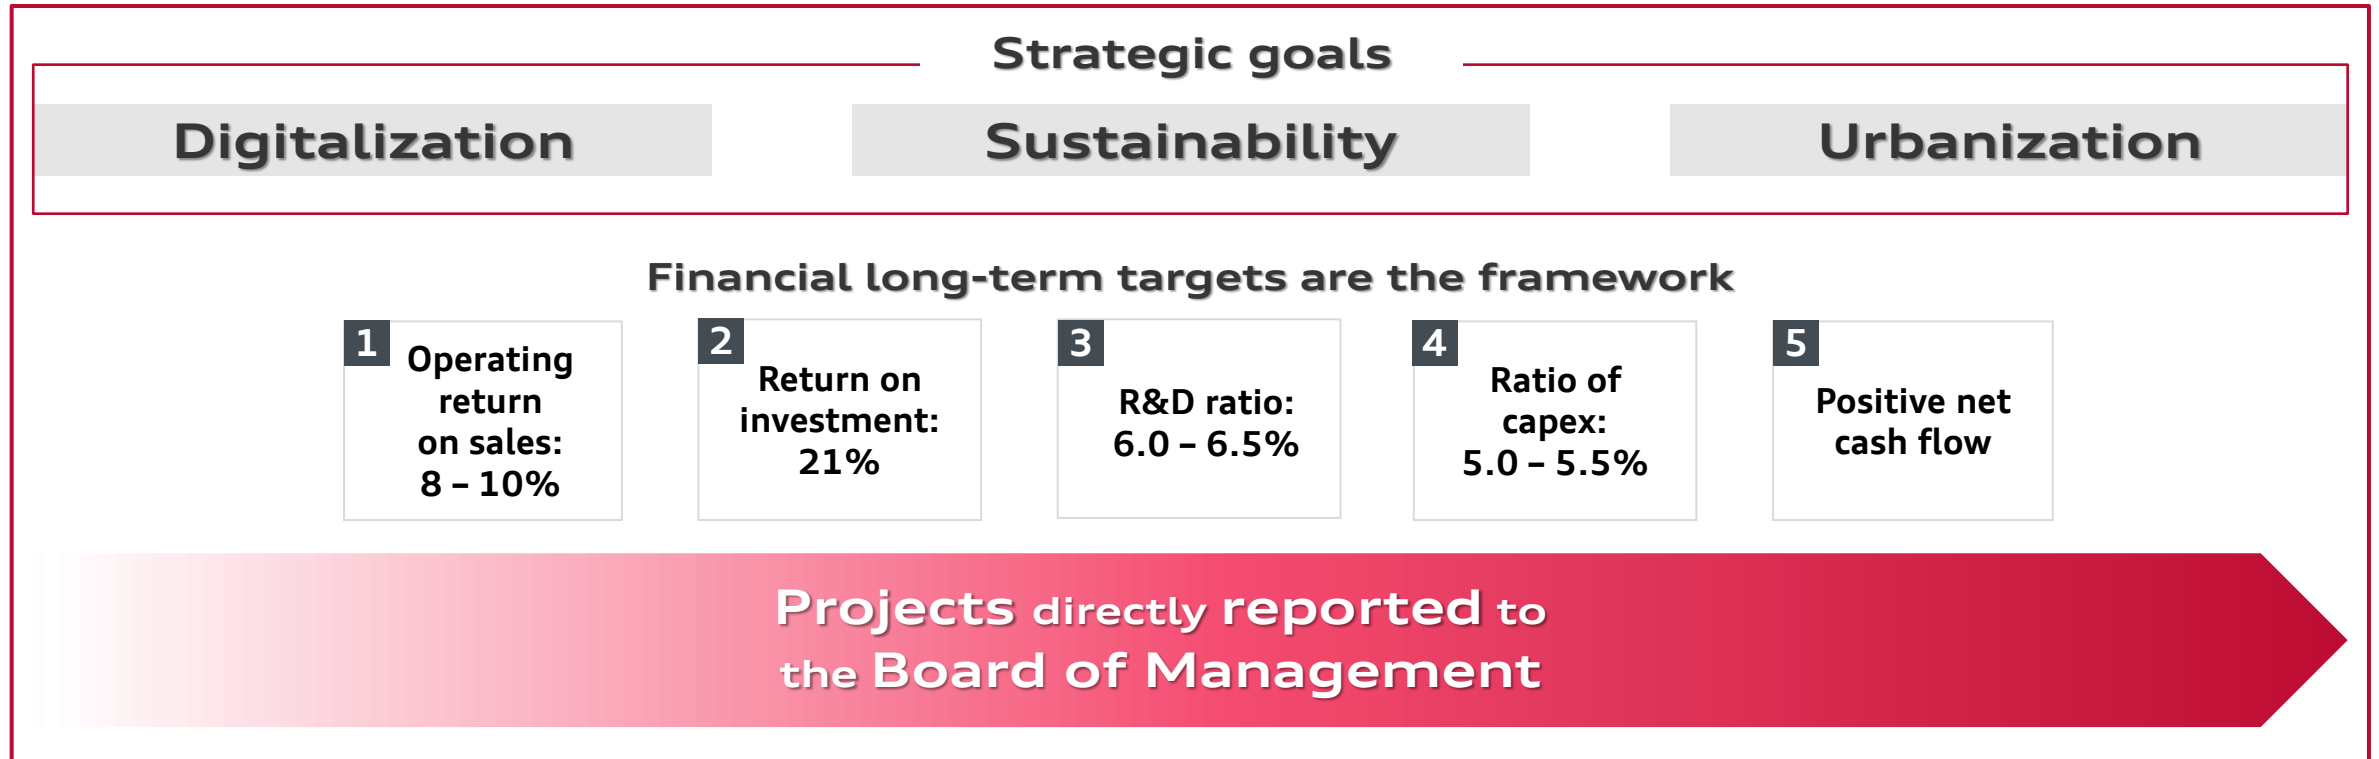 Strategic goals
Digitalization
Sustainability
Urbanization
Financial long-term targets are the framework
1
Operating
return
on sales:
8 – 10%
2
Return on
investment:
21%
3
R&D ratio:
6.0 – 6.5%
4
Ratio of
capex:
5.0 – 5.5%
5
Positive net
cash flow
Projects directly reported to
the Board of Management